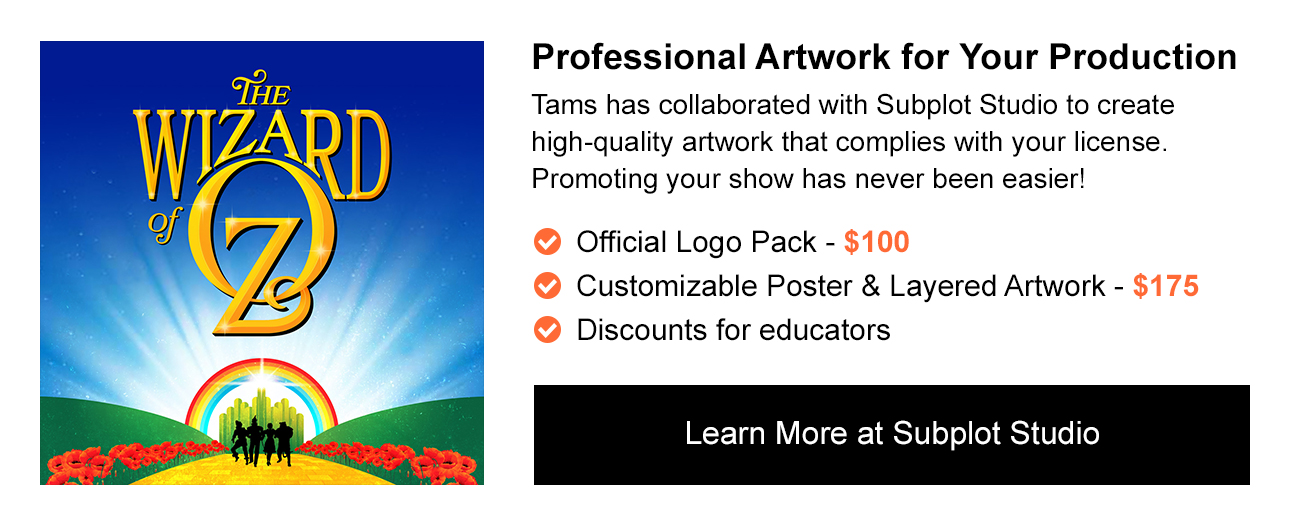 THE
WIZARD
of OZ
Professional Artwork for Your Production
Tams has collaborated with Subplot Studio to create
high-quality artwork that complies with your license.
Promoting your show has never been easier!
Official Logo Pack - $100
Customizable Poster & Layered Artwork - $175
Discounts for educators
Learn More at Subplot Studio